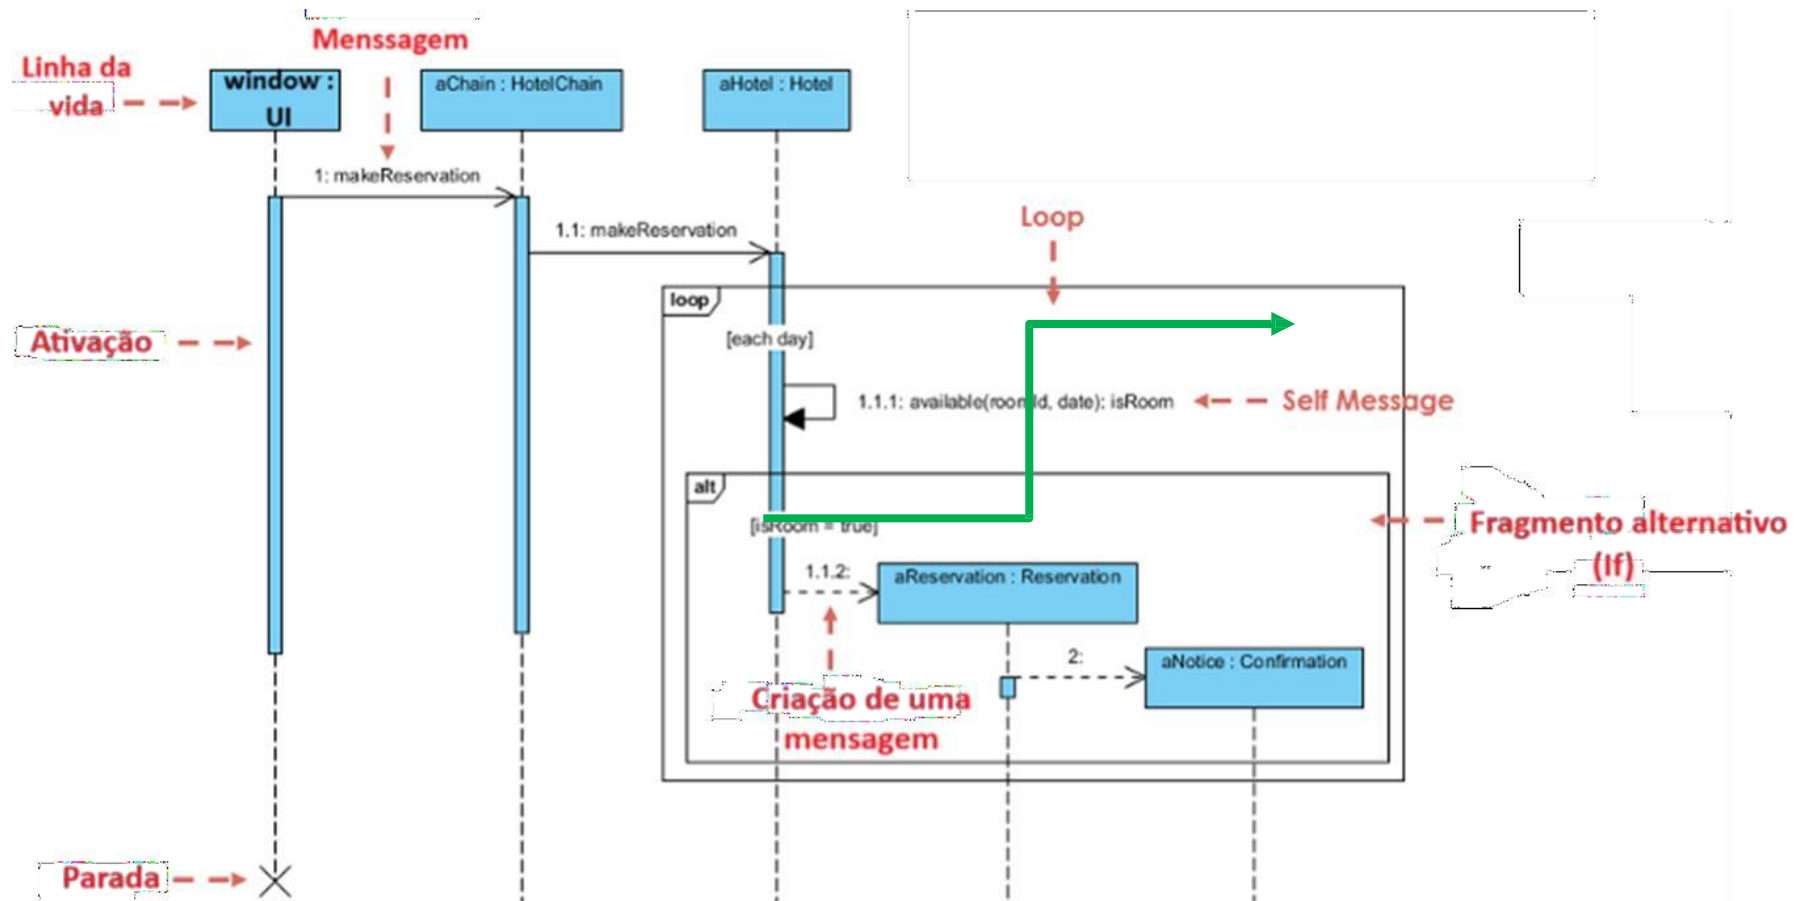 Menssagem
Linha da
vida
window :
UI
aChain : HotelChain
aHotel : Hotel
1: makeReservation
1.1: makeReservation
Loop
loop
[each day]
Ativação
1.1.1: available(roomId, date): isRoom
Self Message
alt
[isRoom = true]
Fragmento alternativo
(If)
1.1.2:
aReservation : Reservation
2:
aNotice : Confirmation
Criação de uma
mensagem
Parada